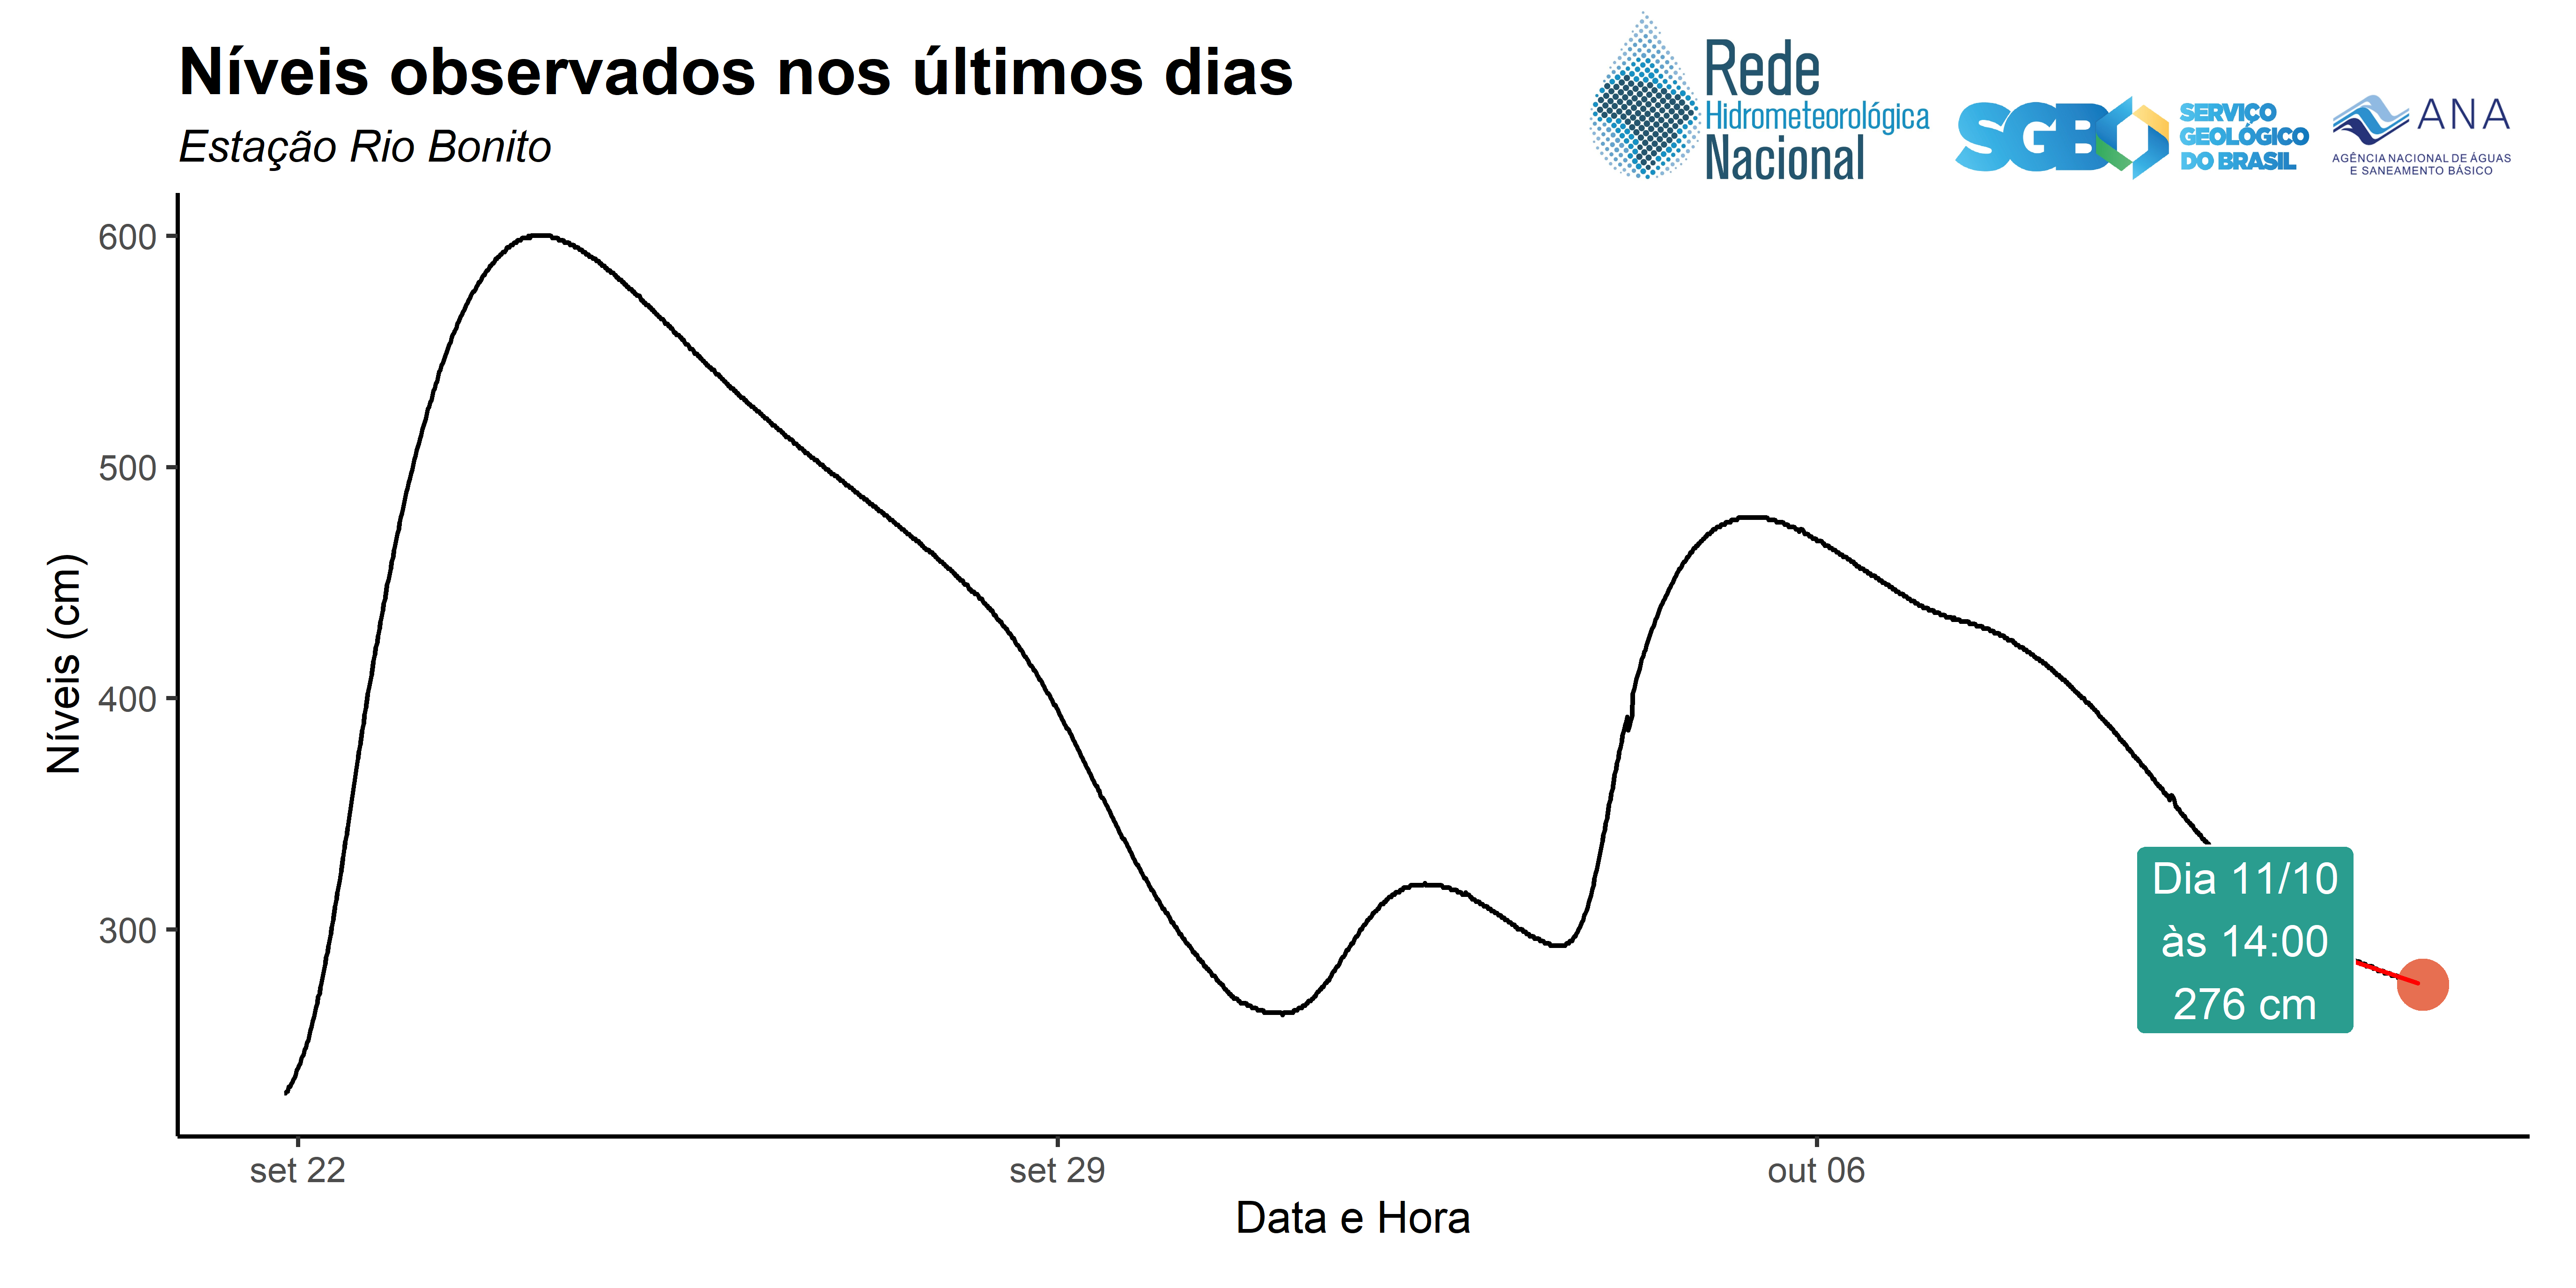 Níveis observados nos últimos dias
Estação Rio Bonito
Rede
Hidrometeorológica
Nacional
SGB
SERVIÇO
GEOLÓGICO
DO BRASIL
ANA
AGÊNCIA NACIONAL DE ÁGUAS
E SANEAMENTO BÁSICO
600
500
400
300
Níveis (cm)
Dia 11/10
às 14:00
276 cm
set 22
set 29
out 06
Data e Hora